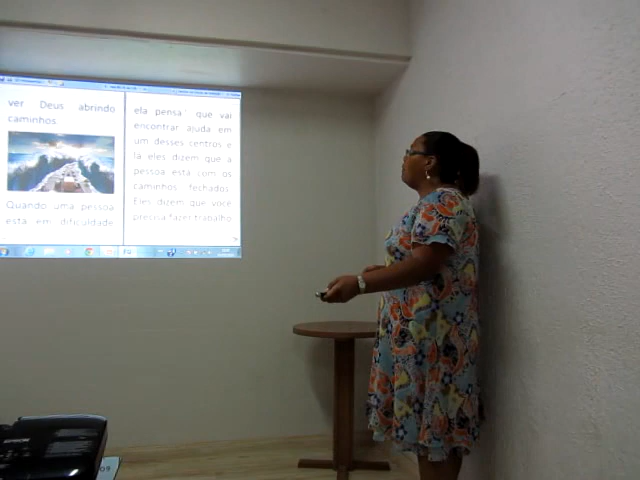 ver Deus abrindo
caminhos
Quando uma pessoa
está em dificuldade
ela pensa que vai
encontrar ajuda em
um desses centros e
lá eles dizem que a
pessoa está com os
caminhos fechados.
Eles dizem que você
precisa fazer trabalho